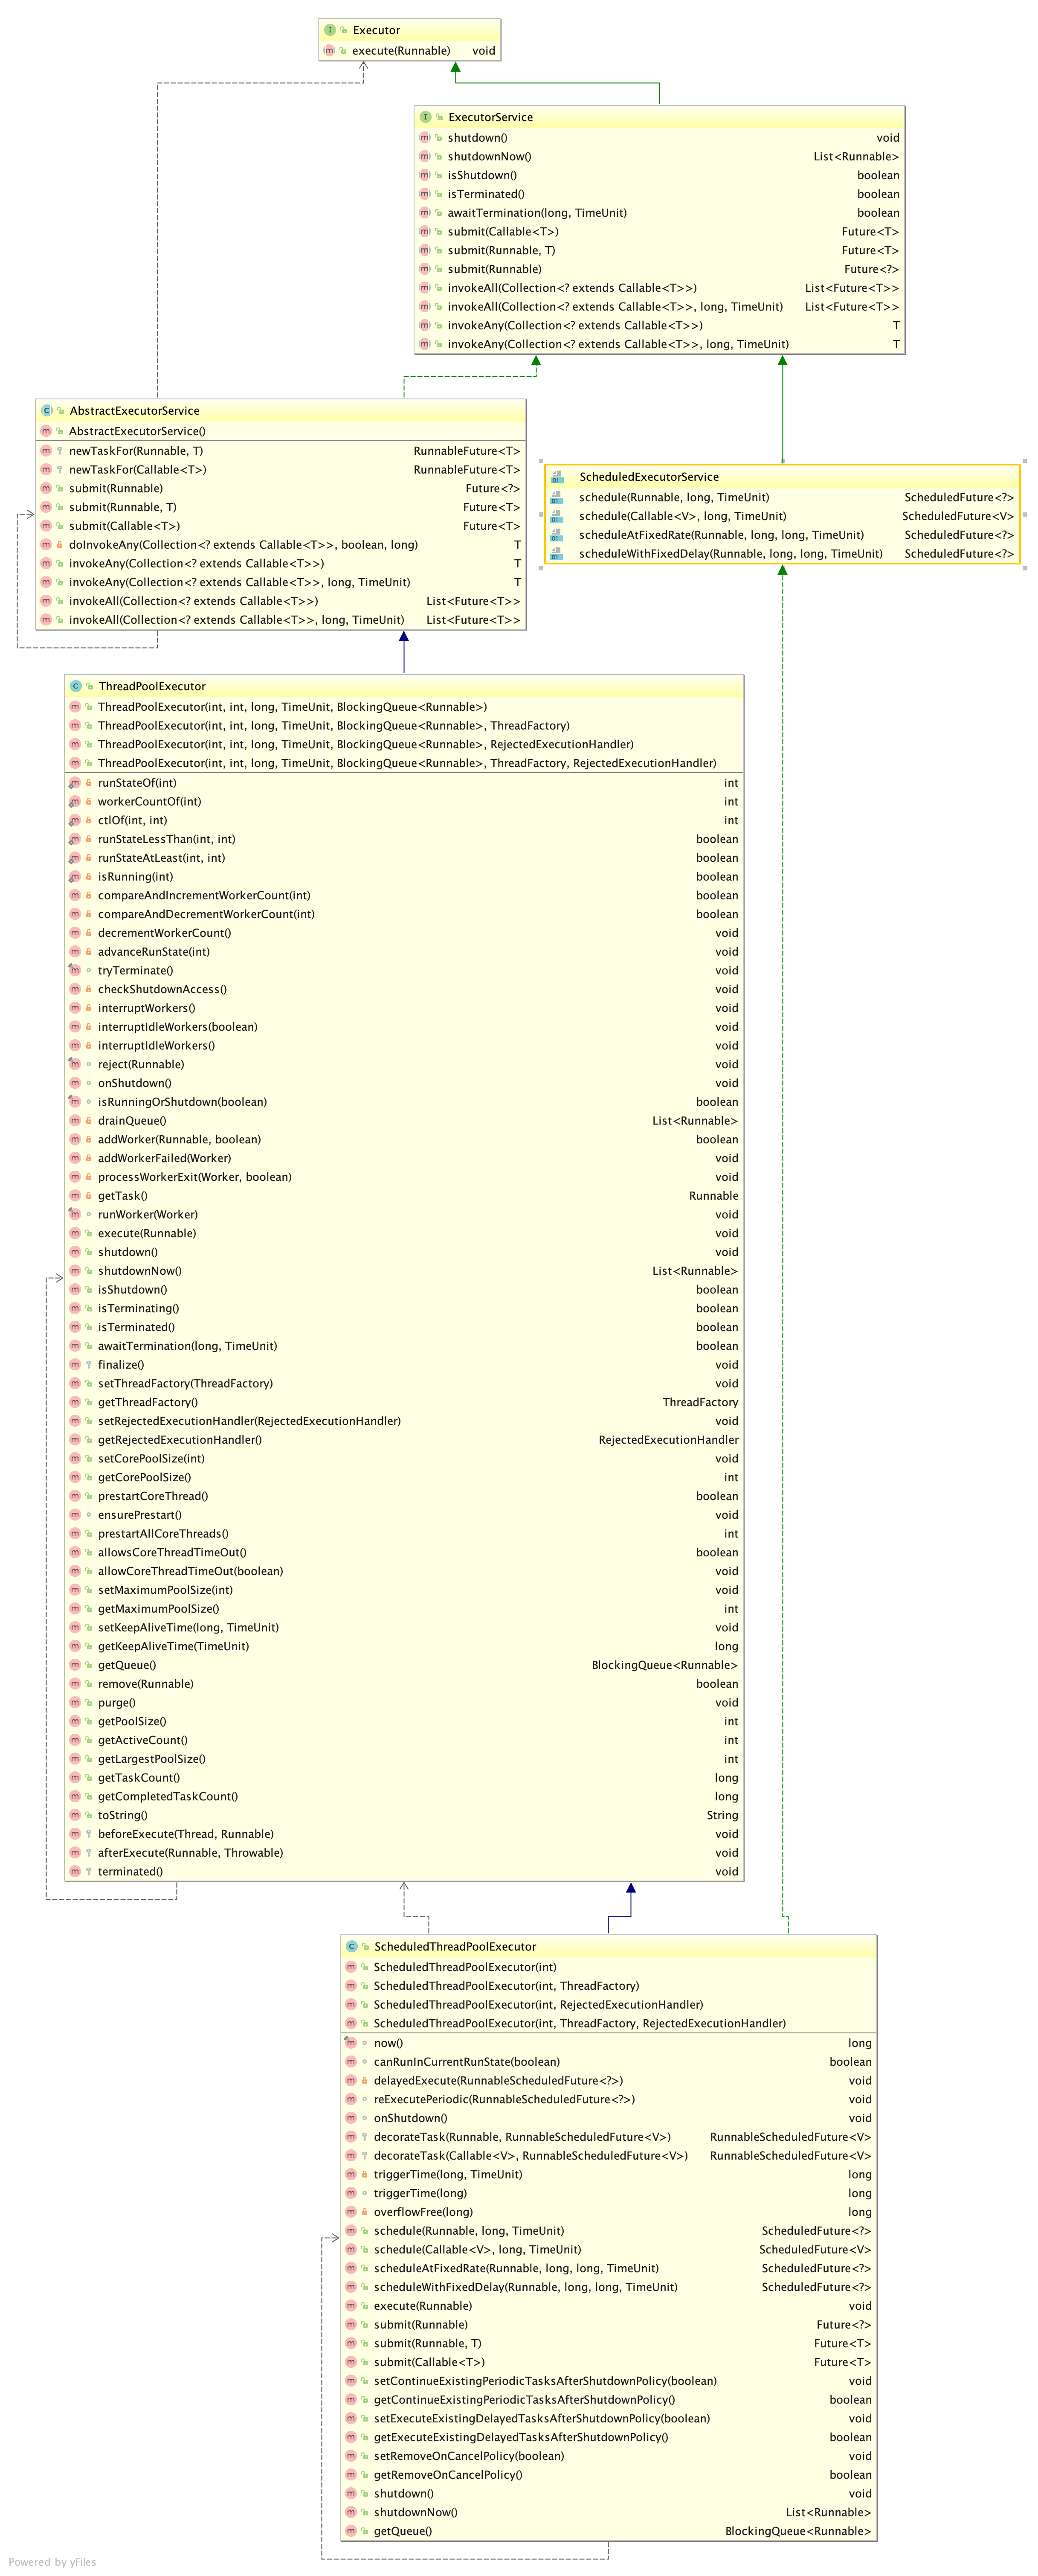 Executor
execute(Runnable) void
ExecutorService
shutdown() void
shutdownNow() List<Runnable>
isShutdown() boolean
isTerminated() boolean
awaitTermination(long, TimeUnit) boolean
submit(Callable<T>) Future<T>
submit(Runnable, T) Future<T>
submit(Runnable) Future<?>
invokeAll(Collection<? extends Callable<T>>) List<Future<T>>
invokeAll(Collection<? extends Callable<T>>, long, TimeUnit) List<Future<T>>
invokeAny(Collection<? extends Callable<T>>) T
invokeAny(Collection<? extends Callable<T>>, long, TimeUnit) T
AbstractExecutorService
AbstractExecutorService()
newTaskFor(Runnable, T) RunnableFuture<T>
newTaskFor(Callable<T>) RunnableFuture<T>
submit(Runnable) Future<?>
submit(Runnable, T) Future<T>
submit(Callable<T>) Future<T>
doInvokeAny(Collection<? extends Callable<T>>, boolean, long) T
invokeAny(Collection<? extends Callable<T>>) T
invokeAny(Collection<? extends Callable<T>>, long, TimeUnit) T
invokeAll(Collection<? extends Callable<T>>) List<Future<T>>
invokeAll(Collection<? extends Callable<T>>, long, TimeUnit) List<Future<T>>
ScheduledExecutorService
schedule(Runnable, long, TimeUnit) ScheduledFuture<?>
schedule(Callable<V>, long, TimeUnit) ScheduledFuture<V>
scheduleAtFixedRate(Runnable, long, long, TimeUnit) ScheduledFuture<?>
scheduleWithFixedDelay(Runnable, long, long, TimeUnit) ScheduledFuture<?>
ThreadPoolExecutor
ThreadPoolExecutor(int, int, long, TimeUnit, BlockingQueue<Runnable>)
ThreadPoolExecutor(int, int, long, TimeUnit, BlockingQueue<Runnable>, ThreadFactory)
ThreadPoolExecutor(int, int, long, TimeUnit, BlockingQueue<Runnable>, RejectedExecutionHandler)
ThreadPoolExecutor(int, int, long, TimeUnit, BlockingQueue<Runnable>, ThreadFactory, RejectedExecutionHandler)
runStateOf(int) int
workerCountOf(int) int
ctlOf(int, int) int
runStateLessThan(int, int) boolean
runStateAtLeast(int, int) boolean
isRunning(int) boolean
compareAndIncrementWorkerCount(int) boolean
compareAndDecrementWorkerCount(int) boolean
decrementWorkerCount() void
advanceRunState(int) void
tryTerminate() void
checkShutdownAccess() void
interruptWorkers() void
interruptIdleWorkers(boolean) void
interruptIdleWorkers() void
reject(Runnable) void
onShutdown() void
isRunningOrShutdown(boolean) boolean
drainQueue() List<Runnable>
addWorker(Runnable, boolean) boolean
addWorkerFailed(Worker) void
processWorkerExit(Worker, boolean) void
getTask() Runnable
runWorker(Worker) void
execute(Runnable) void
shutdown() void
shutdownNow() List<Runnable>
isShutdown() boolean
isTerminating() boolean
isTerminated() boolean
awaitTermination(long, TimeUnit) boolean
finalize() void
setThreadFactory(ThreadFactory) void
getThreadFactory() ThreadFactory
setRejectedExecutionHandler(RejectedExecutionHandler) void
getRejectedExecutionHandler() RejectedExecutionHandler
setCorePoolSize(int) void
getCorePoolSize() int
prestartCoreThread() boolean
ensurePrestart() void
prestartAllCoreThreads() int
allowsCoreThreadTimeOut() boolean
allowCoreThreadTimeOut(boolean) void
setMaximumPoolSize(int) void
getMaximumPoolSize() int
setKeepAliveTime(long, TimeUnit) void
getKeepAliveTime(TimeUnit) long
getQueue() BlockingQueue<Runnable>
remove(Runnable) boolean
purge() void
getPoolSize() int
getActiveCount() int
getLargestPoolSize() int
getTaskCount() long
getCompletedTaskCount() long
toString() String
beforeExecute(Thread, Runnable) void
afterExecute(Runnable, Throwable) void
terminated() void
ScheduledThreadPoolExecutor
ScheduledThreadPoolExecutor(int)
ScheduledThreadPoolExecutor(int, ThreadFactory)
ScheduledThreadPoolExecutor(int, RejectedExecutionHandler)
ScheduledThreadPoolExecutor(int, ThreadFactory, RejectedExecutionHandler)
now() long
canRunInCurrentRunState(boolean) boolean
delayedExecute(RunnableScheduledFuture<?>) void
reExecutePeriodic(RunnableScheduledFuture<?>) void
onShutdown() void
decorateTask(Runnable, RunnableScheduledFuture<V>) RunnableScheduledFuture<V>
decorateTask(Callable<V>, RunnableScheduledFuture<V>) RunnableScheduledFuture<V>
triggerTime(long, TimeUnit) long
triggerTime(long) long
overflowFree(long) long
schedule(Runnable, long, TimeUnit) ScheduledFuture<?>
schedule(Callable<V>, long, TimeUnit) ScheduledFuture<V>
scheduleAtFixedRate(Runnable, long, long, TimeUnit) ScheduledFuture<?>
scheduleWithFixedDelay(Runnable, long, long, TimeUnit) ScheduledFuture<?>
execute(Runnable) void
submit(Runnable) Future<?>
submit(Runnable, T) Future<T>
submit(Callable<T>) Future<T>
setContinueExistingPeriodicTasksAfterShutdownPolicy(boolean) void
getContinueExistingPeriodicTasksAfterShutdownPolicy() boolean
setExecuteExistingDelayedTasksAfterShutdownPolicy(boolean) void
getExecuteExistingDelayedTasksAfterShutdownPolicy() boolean
setRemoveOnCancelPolicy(boolean) void
getRemoveOnCancelPolicy() boolean
shutdown() void
shutdownNow() List<Runnable>
getQueue() BlockingQueue<Runnable>
Powered by yFiles